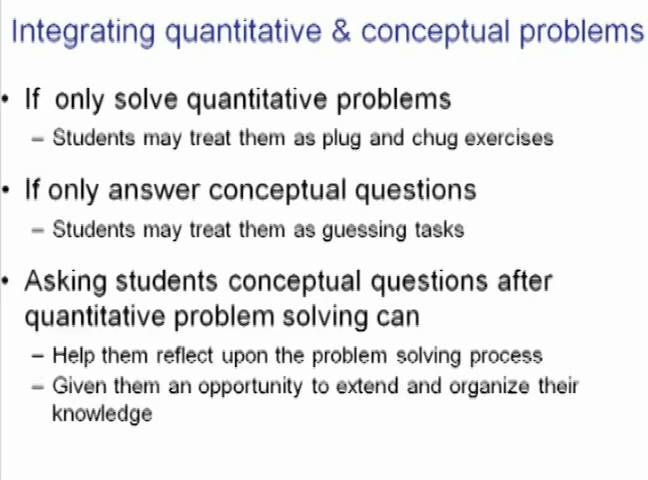 Integrating quantitative & conceptual problems
• If only solve quantitative problems
– Students may treat them as plug and chug exercises
• If only answer conceptual questions
– Students may treat them as guessing tasks
• Asking students conceptual questions after
quantitative problem solving can
– Help them reflect upon the problem solving process
– Given them an opportunity to extend and organize their
knowledge